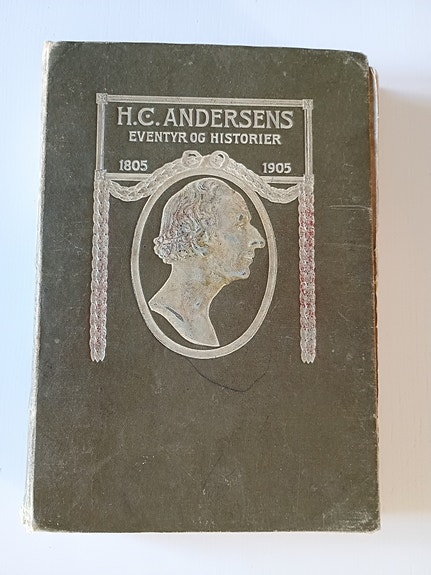 H.C. ANDERSENS
EVENTYR OG HISTORIER
1805 1905